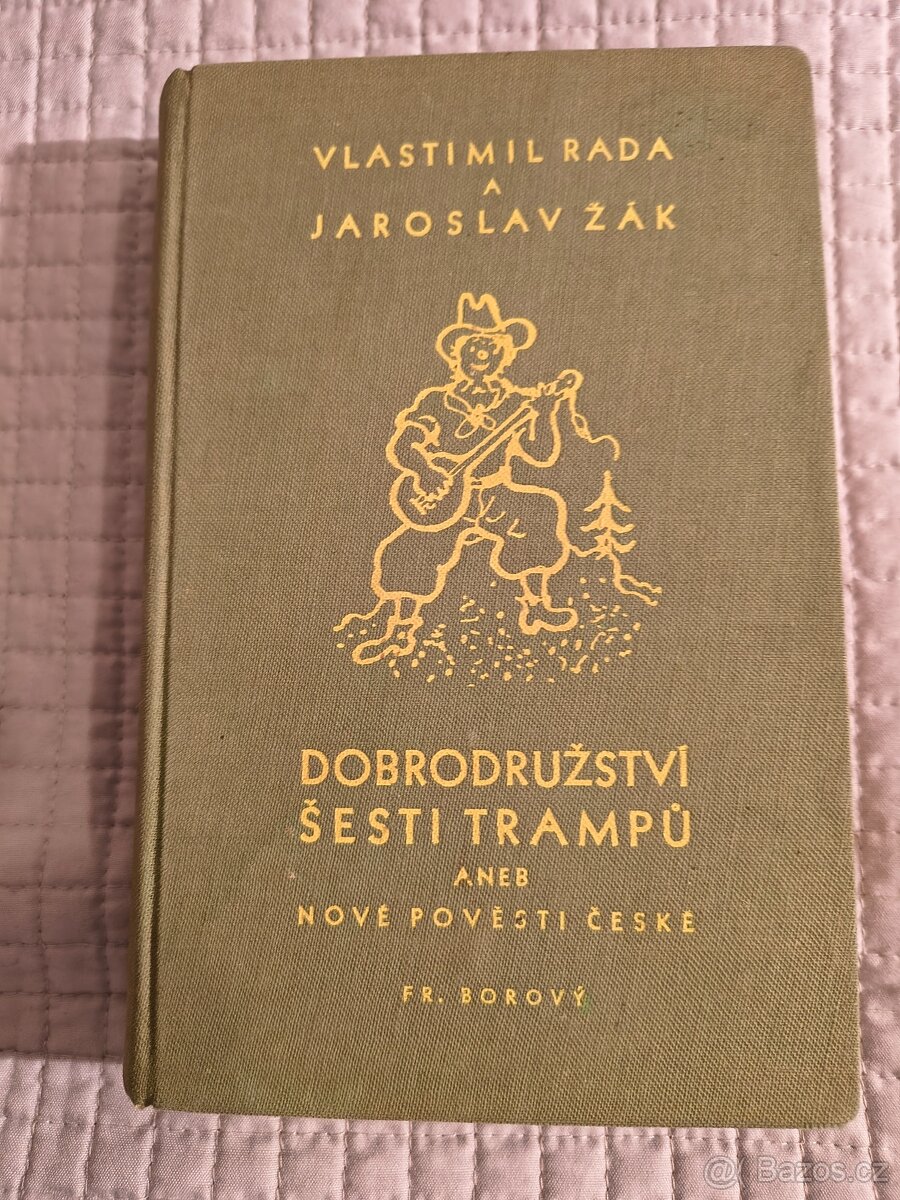 VLASTIMIL RADA
A
JAROSLAV ŽÁK
DOBRODRUŽSTVÍ
ŠESTI TRAMPŮ
ANEB
NOVÉ POVĚSTI ČESKÉ
FR. BOROVÝ
@ Bazos.cz